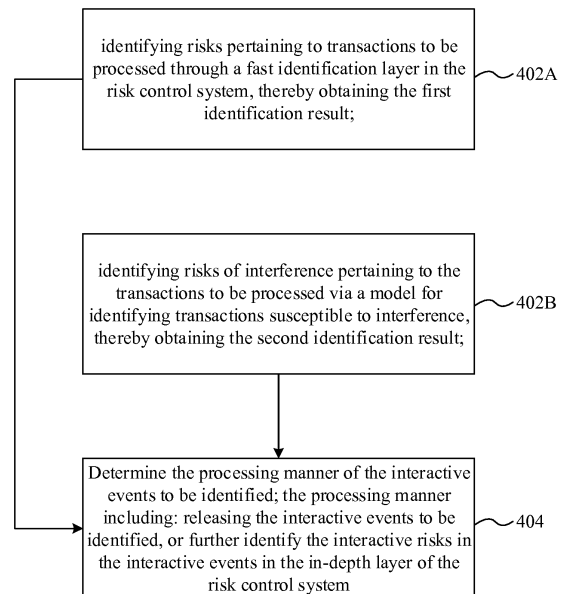 identifying risks pertaining to transactions to be
processed through a fast identification layer in the
risk control system, thereby obtaining the first
identification result;
402A
identifying risks of interference pertaining to the
transactions to be processed via a model for
identifying transactions susceptible to interference,
thereby obtaining the second identification result;
402B
Determine the processing manner of the interactive
events to be identified; the processing manner
including: releasing the interactive events to be
identified, or further identify the interactive risks in
the interactive events in the in-depth layer of the
risk control system
404